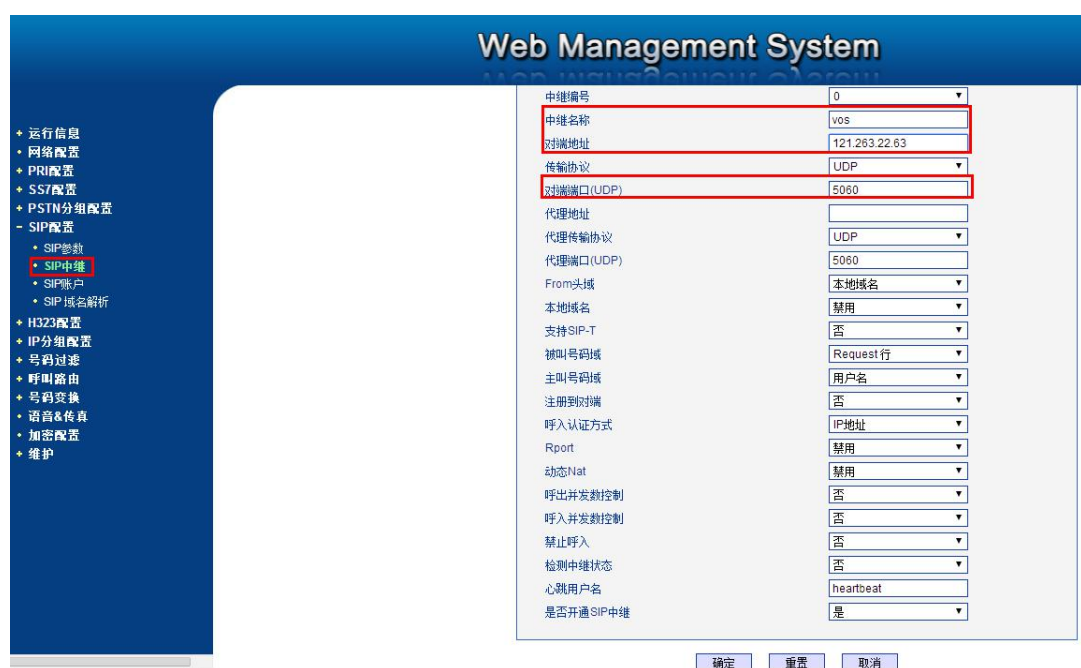 Web Management System
+ 运行信息
• 网络配置
+ PRI配置
+ SS7配置
+ PSTN分组配置
- SIP配置
• SIP参数
• SIP中继
• SIP账户
• SIP 域名解析
+ H323配置
+ IP分组配置
+ 号码过滤
+ 呼叫路由
+ 号码变换
• 语音&传真
• 加密配置
+ 维护
中继编号 0
中继名称 vos
对端地址 121.263.22.63
传输协议 UDP
对端端口(UDP) 5060
代理地址
代理传输协议 UDP
代理端口(UDP) 5060
From头域 本地域名
本地域名 禁用
支持SIP-T 否
被叫号码域 Request 行
主叫号码域 用户名
注册到对端 否
呼入认证方式 IP地址
Rport 禁用
动态Nat 禁用
呼出并发数控制 否
呼入并发数控制 否
禁止呼入 否
检测中继状态 否
心跳用户名 heartbeat
是否开通SIP中继 是
确定 重置 取消